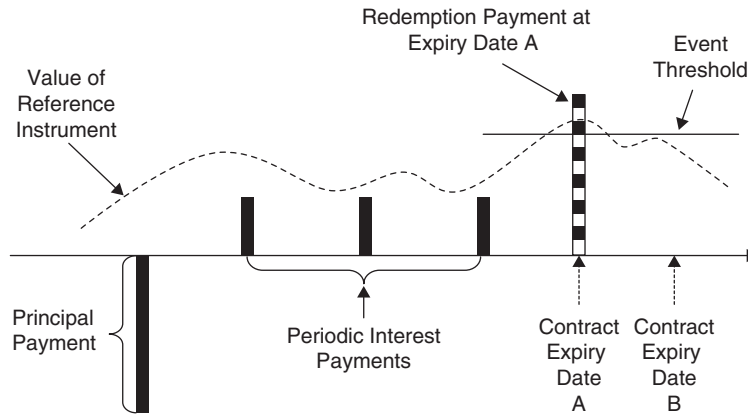 Redemption Payment at
Expiry Date A
Event
Threshold
Value of
Reference
Instrument
Principal
Payment
Periodic Interest
Payments
Contract
Expiry
Date
A
Contract
Expiry
Date
B